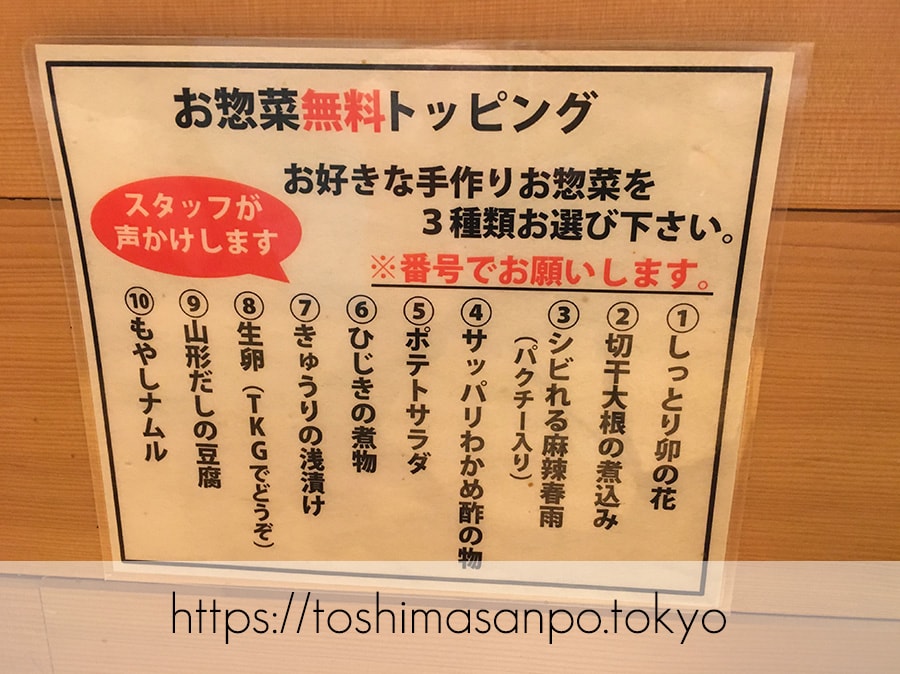 お惣菜無料トッピング
お好きな手作りお惣菜を
3種類お選び下さい。
スタッフが
声かけします
※番号でお願いします。
①しっとり卯の花
②切干大根の煮込み
③シビれる麻辣春雨
（パクチー入り）
④サッパリわかめ酢の物
⑤ポテトサラダ
⑥ひじきの煮物
⑦きゅうりの浅漬け
⑧生卵（TKGでどうぞ）
⑨山形だしの豆腐
⑩もやしナムル
https://toshimasanpo.tokyo